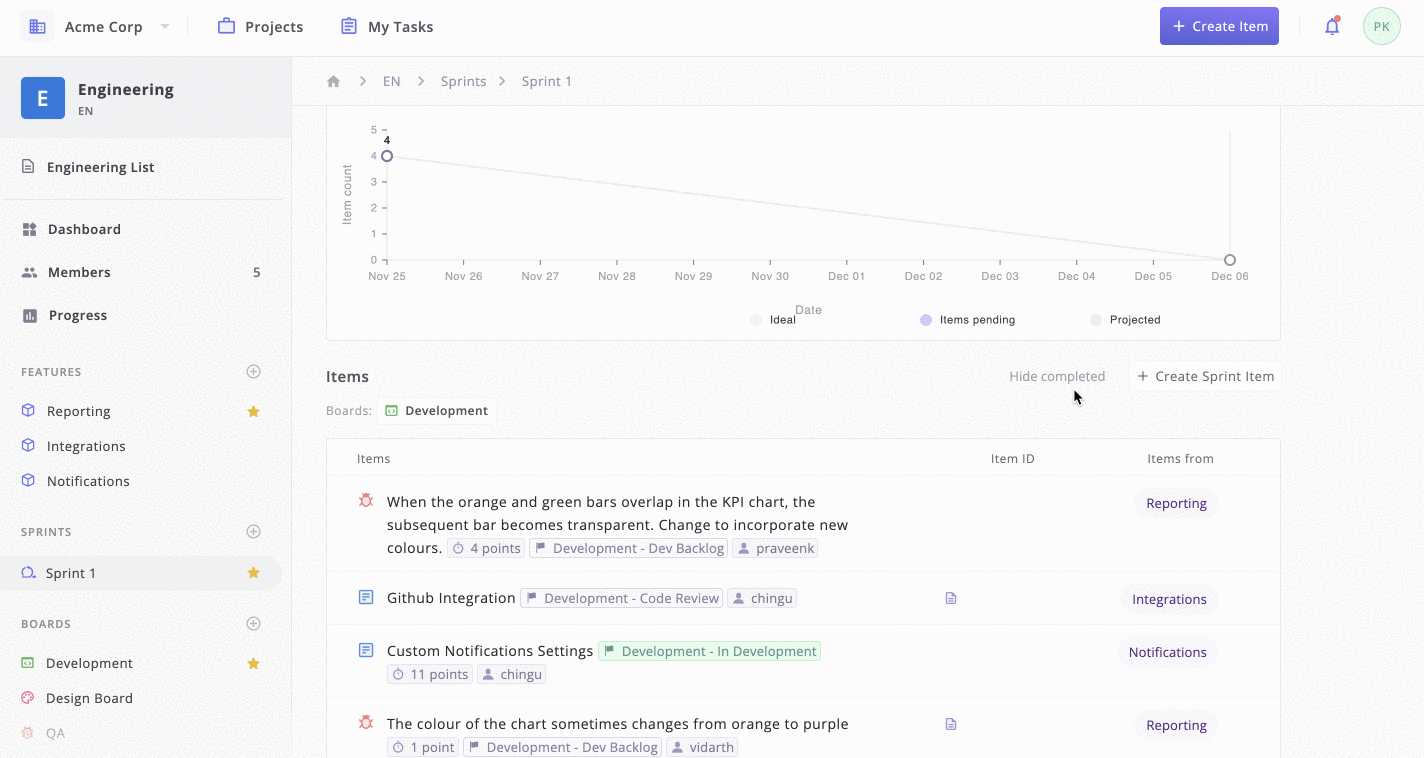 Acme Corp
Projects
My Tasks
+ Create Item
PK
E
Engineering
EN
Engineering List
Dashboard
Members 5
Progress
FEATURES
Reporting
Integrations
Notifications
SPRINTS
Sprint 1
BOARDS
Development
Design Board
QA
EN > Sprints > Sprint 1
Item count
5
4
4
3
2
1
0
Nov 25 Nov 26 Nov 27 Nov 28 Nov 29 Nov 30 Dec 01 Dec 02 Dec 03 Dec 04 Dec 05 Dec 06
Date
Ideal Items pending Projected
Items
Hide completed
+ Create Sprint Item
Boards: Development
Items Item ID Items from
When the orange and green bars overlap in the KPI chart, the
subsequent bar becomes transparent. Change to incorporate new
colours. 4 points Development - Dev Backlog praveenk
Reporting
Github Integration Development - Code Review chingu
Integrations
Custom Notifications Settings Development - In Development
11 points chingu
Notifications
The colour of the chart sometimes changes from orange to purple
1 point Development - Dev Backlog vidarth
Reporting